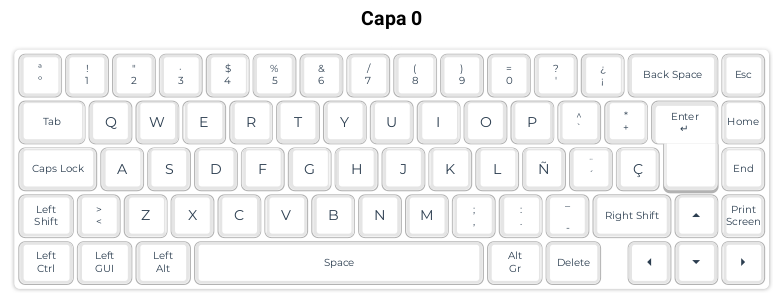 Capa 0
ª ! " · $ % & / ( ) = ? ¿ Back Space Esc
º 1 2 3 4 5 6 7 8 9 0 ' ¡
Tab Q W E R T Y U I O P ^ * Enter Home
` + ↵
Caps Lock A S D F G H J K L Ñ ¨ Ç End
´
Left Shift > Z X C V B N M ; : _ Right Shift ▲ Print Screen
< , . -
Left Ctrl Left GUI Left Alt Space Alt Gr Delete ◄ ▼ ►